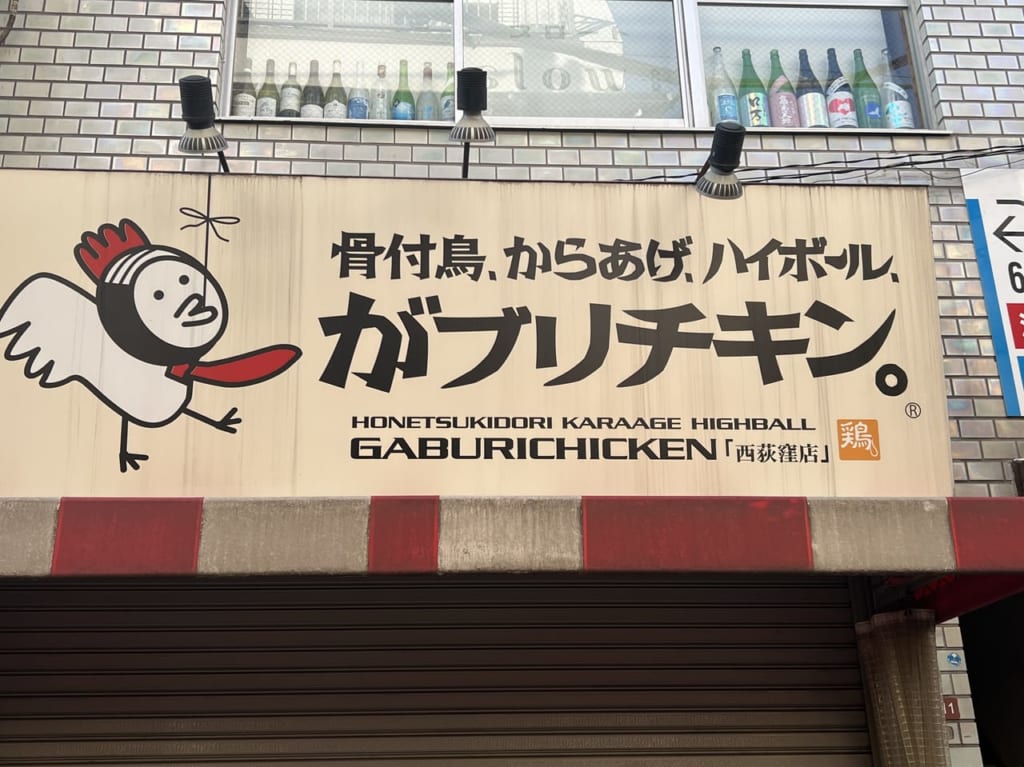 骨付鳥、からあげ、ハイボール、
がブリチキン。
®
HONETSUKIDORI KARAAGE HIGHBALL
GABURICHICKEN「西荻窪店」
鶏
←
6